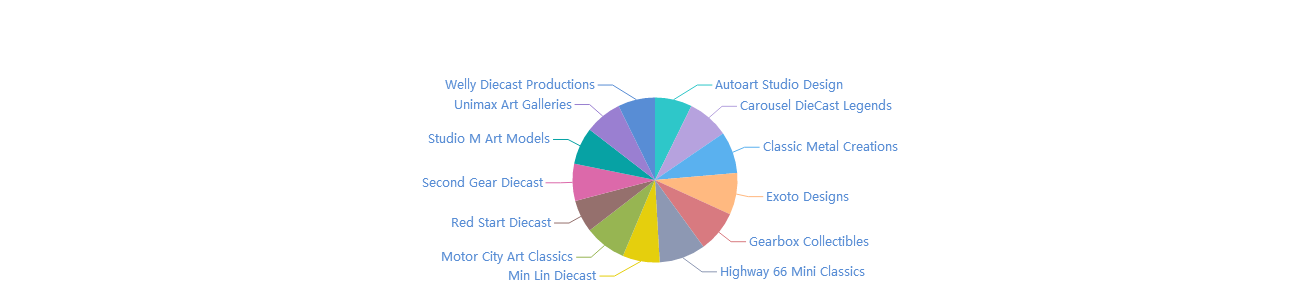 Welly Diecast Productions
Autoart Studio Design
Unimax Art Galleries
Carousel DieCast Legends
Studio M Art Models
Classic Metal Creations
Second Gear Diecast
Exoto Designs
Red Start Diecast
Gearbox Collectibles
Motor City Art Classics
Highway 66 Mini Classics
Min Lin Diecast